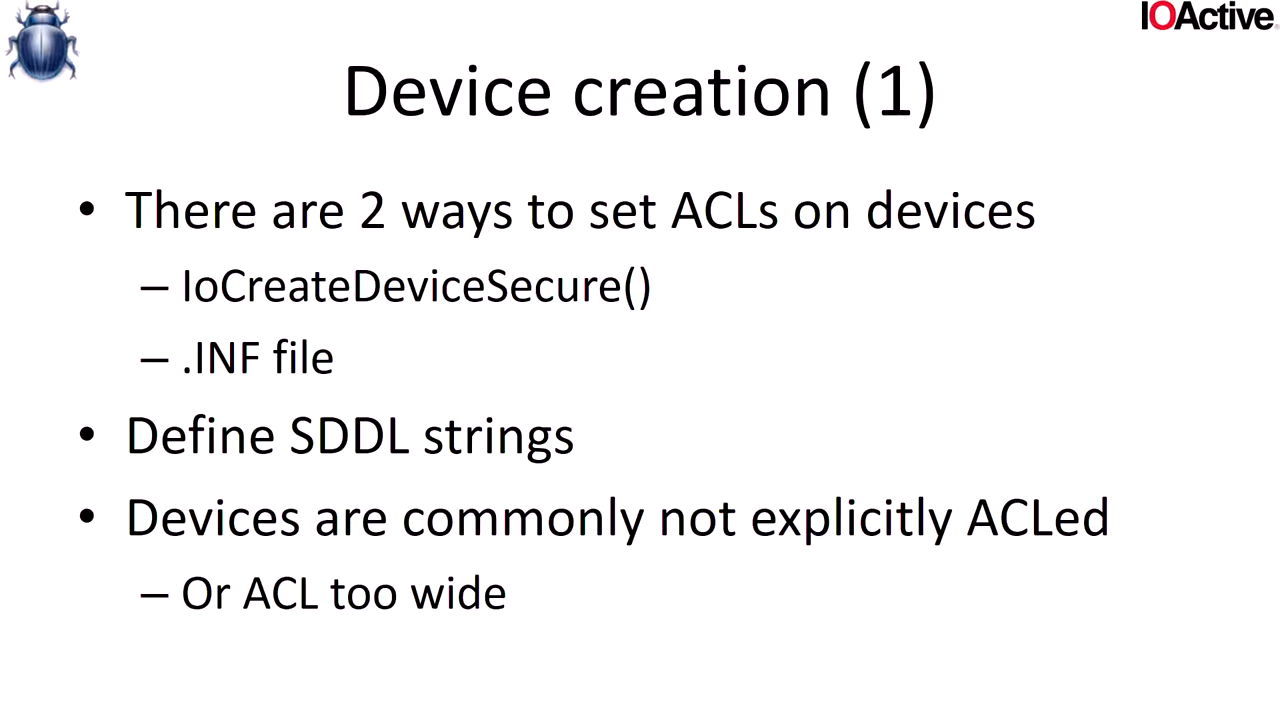 IOActive
Device creation (1)
• There are 2 ways to set ACLs on devices
– IoCreateDeviceSecure()
– .INF file
• Define SDDL strings
• Devices are commonly not explicitly ACLed
– Or ACL too wide